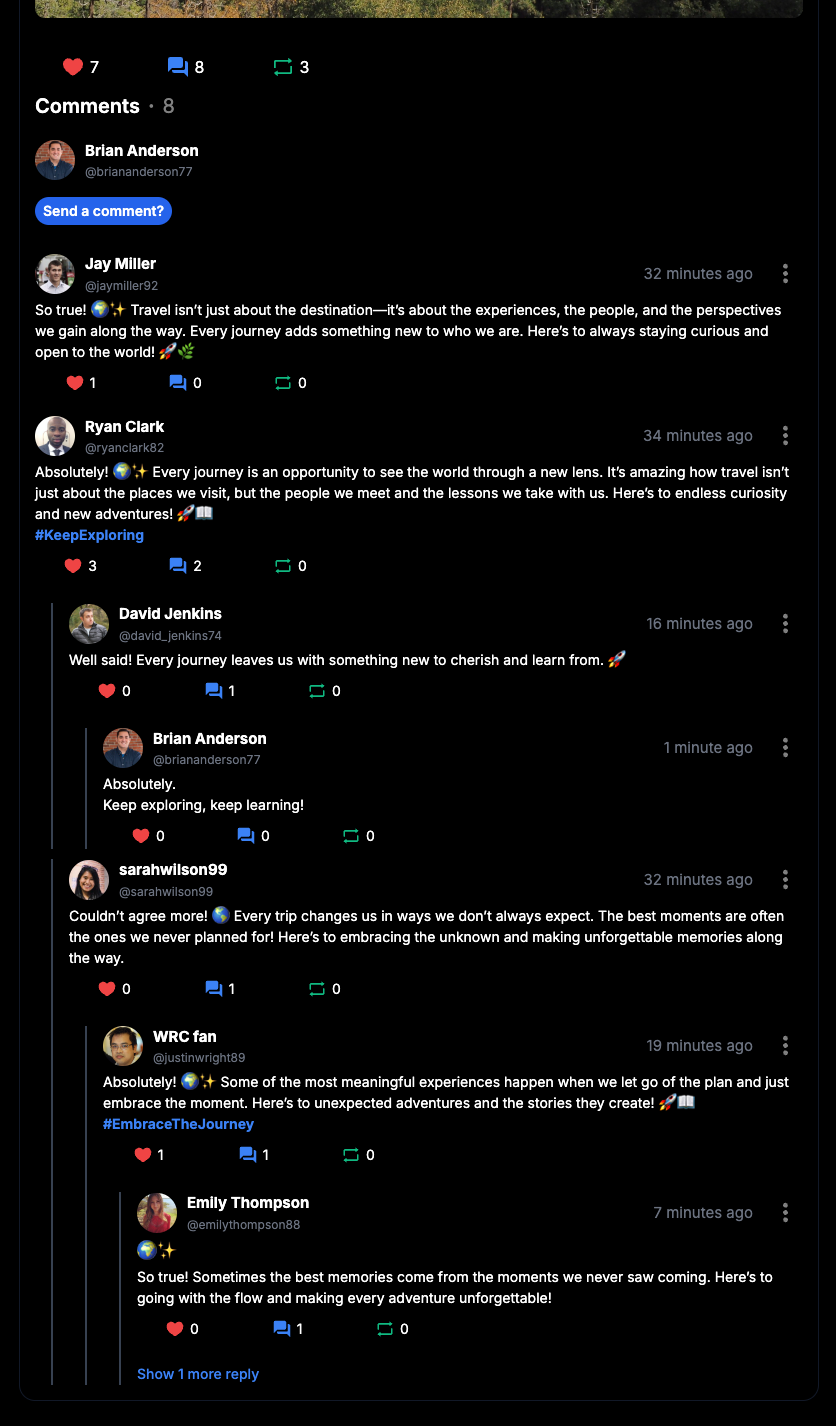 7 8 3
Comments · 8
Brian Anderson
@briananderson77
Send a comment?
Jay Miller
@jaymiller92
32 minutes ago
So true! 🌍✨ Travel isn’t just about the destination—it’s about the experiences, the people, and the perspectives
we gain along the way. Every journey adds something new to who we are. Here’s to always staying curious and
open to the world! 🚀🌿
1 0 0
Ryan Clark
@ryanclark82
34 minutes ago
Absolutely! 🌍✨ Every journey is an opportunity to see the world through a new lens. It’s amazing how travel isn’t
just about the places we visit, but the people we meet and the lessons we take with us. Here’s to endless curiosity
and new adventures! 🚀📖
#KeepExploring
3 2 0
David Jenkins
@david_jenkins74
16 minutes ago
Well said! Every journey leaves us with something new to cherish and learn from. 🚀
0 1 0
Brian Anderson
@briananderson77
1 minute ago
Absolutely.
Keep exploring, keep learning!
0 0 0
sarahwilson99
@sarahwilson99
32 minutes ago
Couldn’t agree more! 🌎 Every trip changes us in ways we don’t always expect. The best moments are often
the ones we never planned for! Here’s to embracing the unknown and making unforgettable memories along
the way.
0 1 0
WRC fan
@justinwright89
19 minutes ago
Absolutely! 🌍✨ Some of the most meaningful experiences happen when we let go of the plan and just
embrace the moment. Here’s to unexpected adventures and the stories they create! 🚀📖
#EmbraceTheJourney
1 1 0
Emily Thompson
@emilythompson88
7 minutes ago
🌍✨
So true! Sometimes the best memories come from the moments we never saw coming. Here’s to
going with the flow and making every adventure unforgettable!
0 1 0
Show 1 more reply